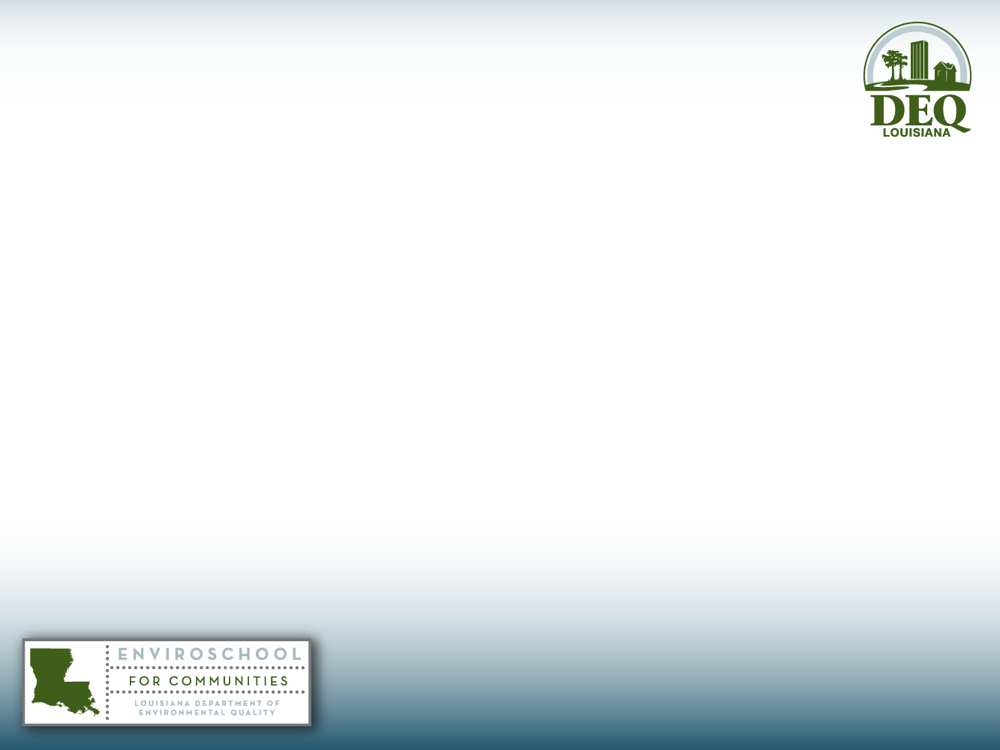 DEQ
LOUISIANA
ENVIROSCHOOL
FOR COMMUNITIES
LOUISIANA DEPARTMENT OF
ENVIRONMENTAL QUALITY